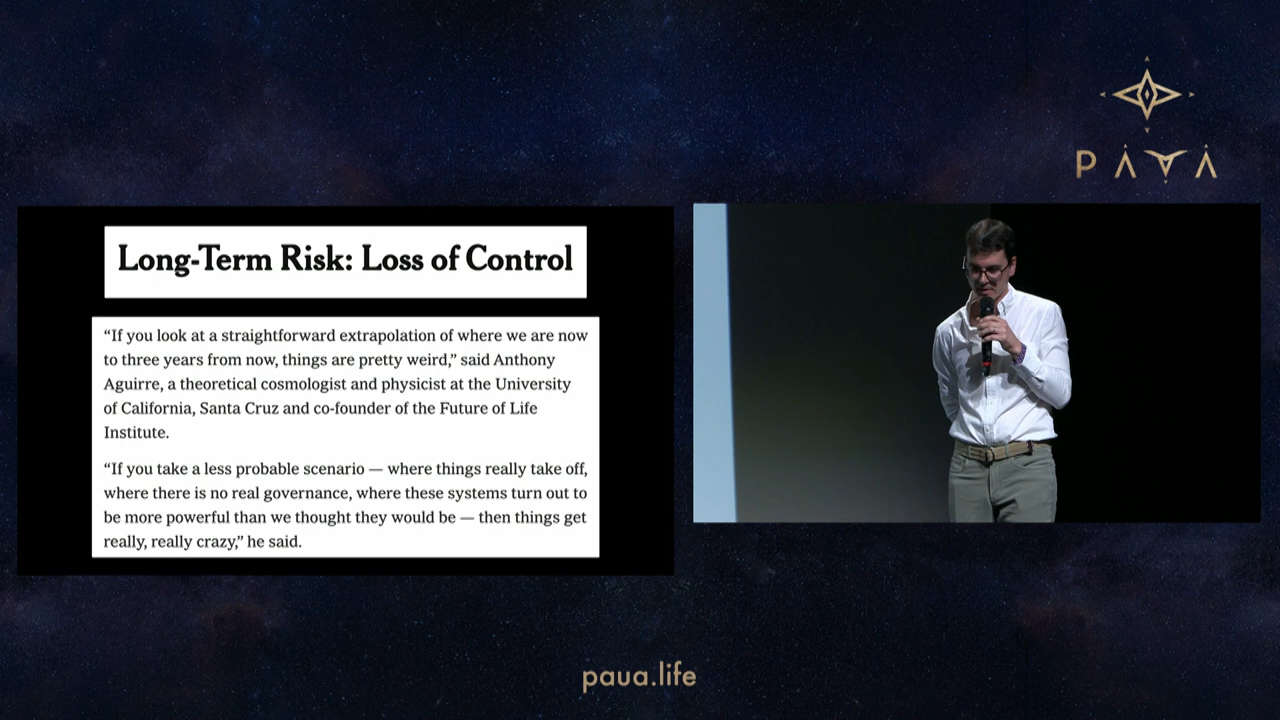 PAVA
Long-Term Risk: Loss of Control
“If you look at a straightforward extrapolation of where we are now
to three years from now, things are pretty weird,” said Anthony
Aguirre, a theoretical cosmologist and physicist at the University
of California, Santa Cruz and co-founder of the Future of Life
Institute.
“If you take a less probable scenario — where things really take off,
where there is no real governance, where these systems turn out to
be more powerful than we thought they would be — then things get
really, really crazy,” he said.
paua.life